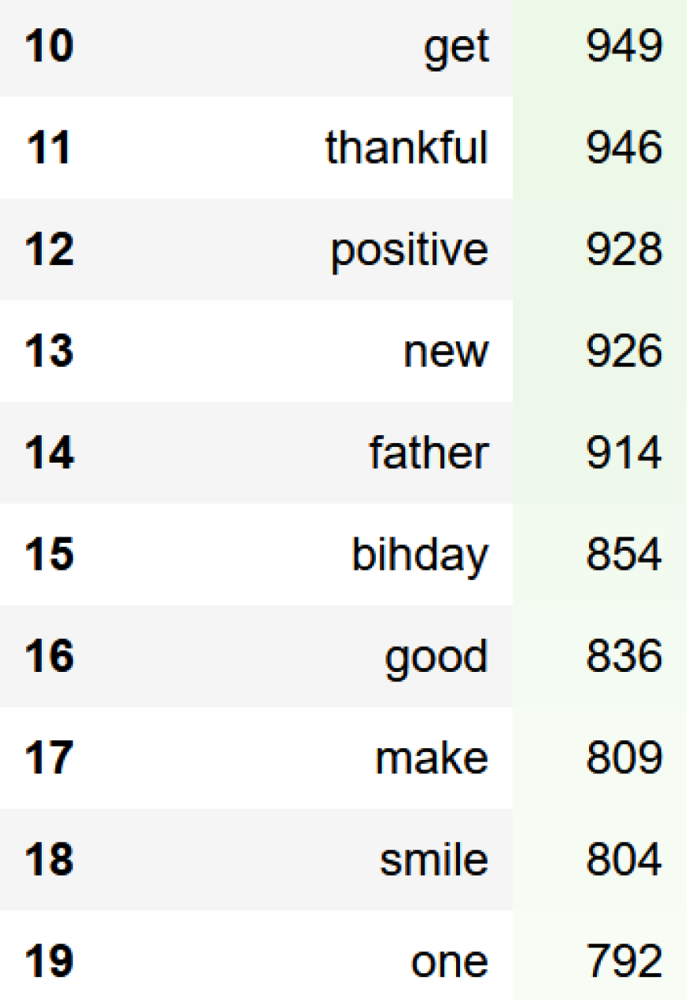 10 get 949
11 thankful 946
12 positive 928
13 new 926
14 father 914
15 bihday 854
16 good 836
17 make 809
18 smile 804
19 one 792